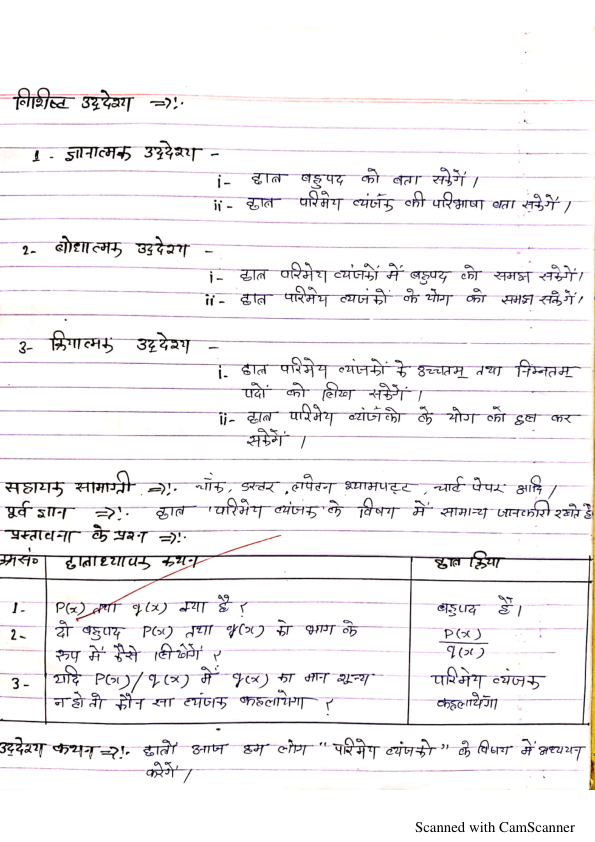 विशिष्ट उद्देश्य =>!-
1 - ज्ञानात्मक उद्देश्य -
i- छात्र बहुपद को बता सकेगें ।
ii - छात्र परिमेय व्यंजक की परिभाषा बता सकेगें ।
2- बोधात्मक उद्देश्य -
i- छात्र परिमेय व्यंजकों में बहुपद को समझ सकेगें।
ii - छात्र परिमेय व्यजंकों के योग को समझ सकेगें।
3- क्रियात्मक उद्देश्य -
i- छात्र परिमेय व्यंजकों के उच्चतम् तथा निम्नतम्
पदों को लिख सकेगें ।
ii- छात्र परिमेय व्यंजकों के योग को हल कर
सकेगें ।
सहायक सामाग्री =>!- चॉक, डस्टर, लपेटन श्यामपट्ट, चार्ट पेपर आदि।
पूर्व ज्ञान =>!- छात्र 'परिमेय व्यंजक' के विषय में सामान्य जानकारी रखते है
प्रस्तावना के प्रश्न =>!-
क्रमसं० छात्राध्यापक कथन छात्र क्रिया
1- P(x) तथा q(x) क्या है ? बहुपद है।
2- दो बहुपद P(x) तथा q(x) को भाग के P(x)
रूप में कैसे लिखेगें ? q(x)
3- यदि P(x)/q(x) में q(x) का मान शून्य परिमेय व्यंजक
न हो तो कौन सा व्यंजक कहलायेगा ? कहलायेगा
उद्देश्य कथन =>!- छात्रों आज हम लोग "परिमेय व्यंजकों" के विषय में अध्ययन
करेगें ।
Scanned with CamScanner